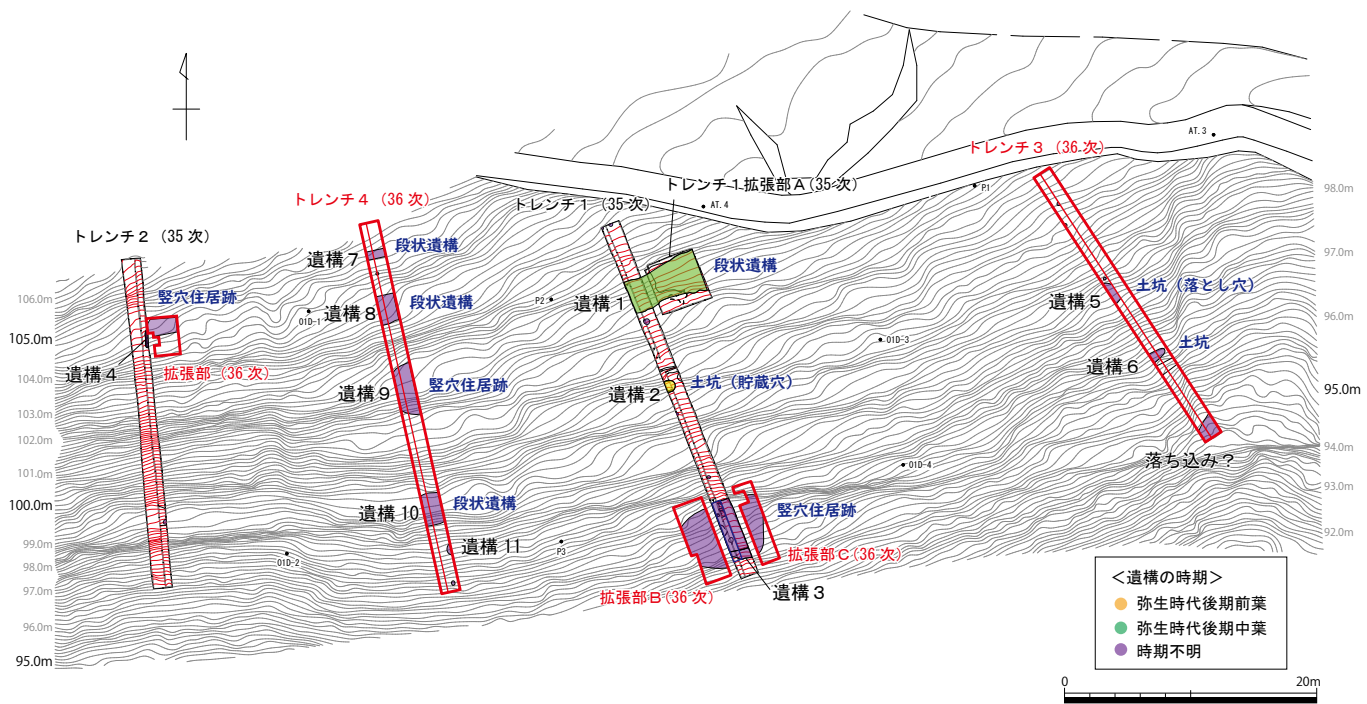 AT.3
トレンチ３（36次）
P1
98.0m
トレンチ１拡張部Ａ（35次）
AT.4
トレンチ４（36次）
トレンチ１（35次）
トレンチ２（35次）
遺構７
段状遺構
段状遺構
97.0m
竪穴住居跡
106.0m
01D-1
遺構８
段状遺構
P2
遺構１
遺構５
土坑（落とし穴）
96.0m
105.0m
01D-3
土坑
遺構４
拡張部（36次）
104.0m
遺構９
竪穴住居跡
遺構２
土坑（貯蔵穴）
遺構６
95.0m
103.0m
102.0m
94.0m
落ち込み？
101.0m
01D-4
93.0m
100.0m
遺構10
段状遺構
竪穴住居跡
92.0m
99.0m
01D-2
遺構11
P3
拡張部Ｃ（36次）
98.0m
97.0m
拡張部Ｂ（36次）
遺構３
96.0m
95.0m
＜遺構の時期＞
弥生時代後期前葉
弥生時代後期中葉
時期不明
0
20m